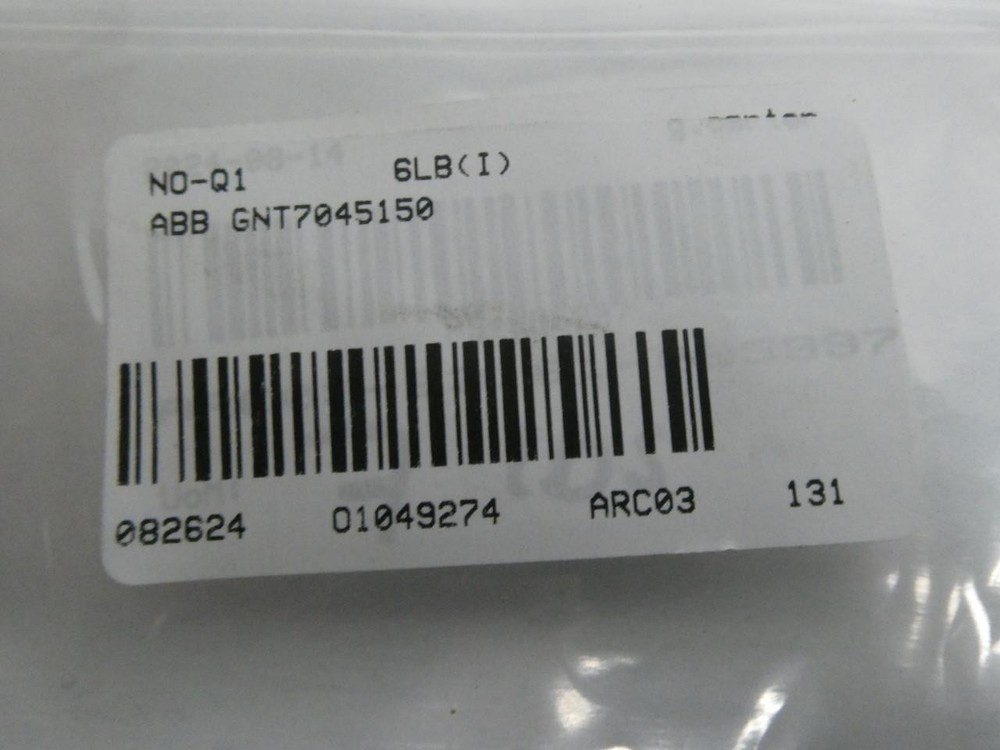 NO-Q1 6LB(I)
ABB GNT7045150
082624 01049274 ARC03 131